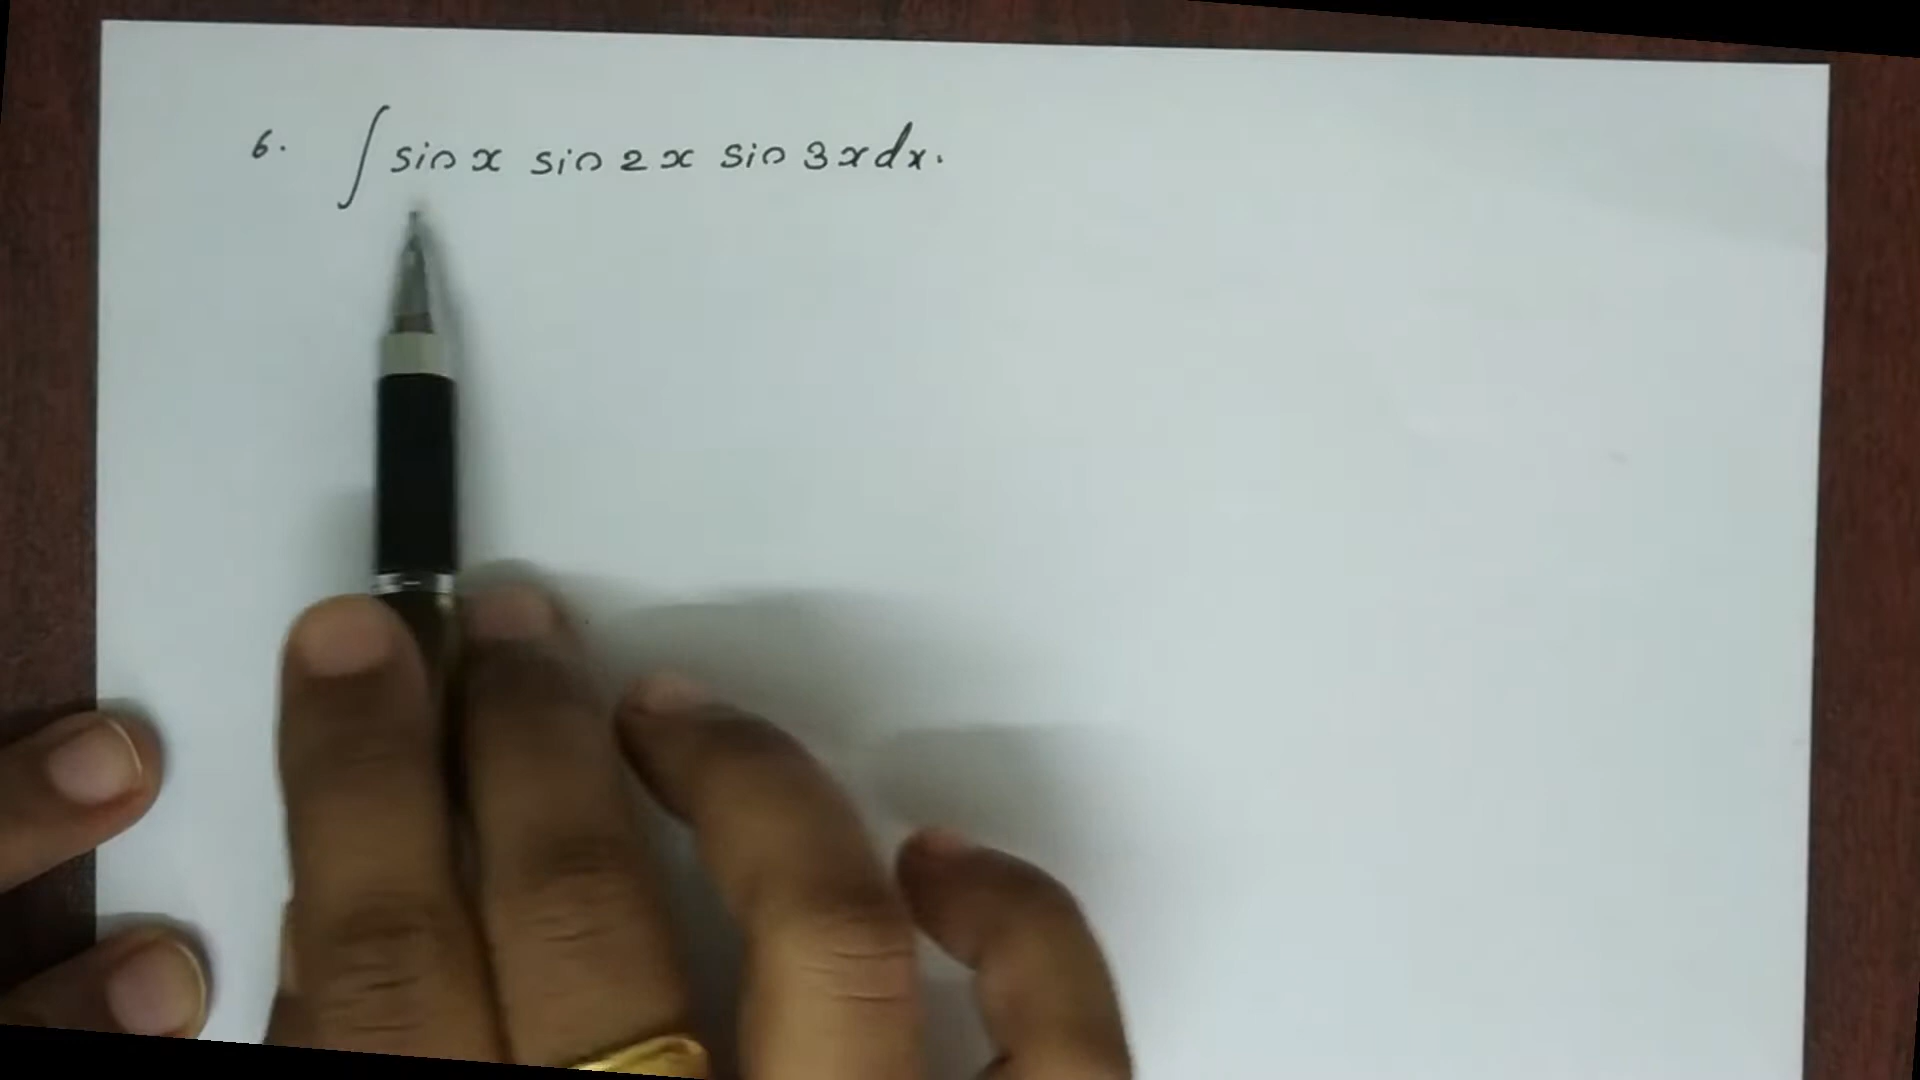 6. ∫ sin x sin 2x sin 3x dx.